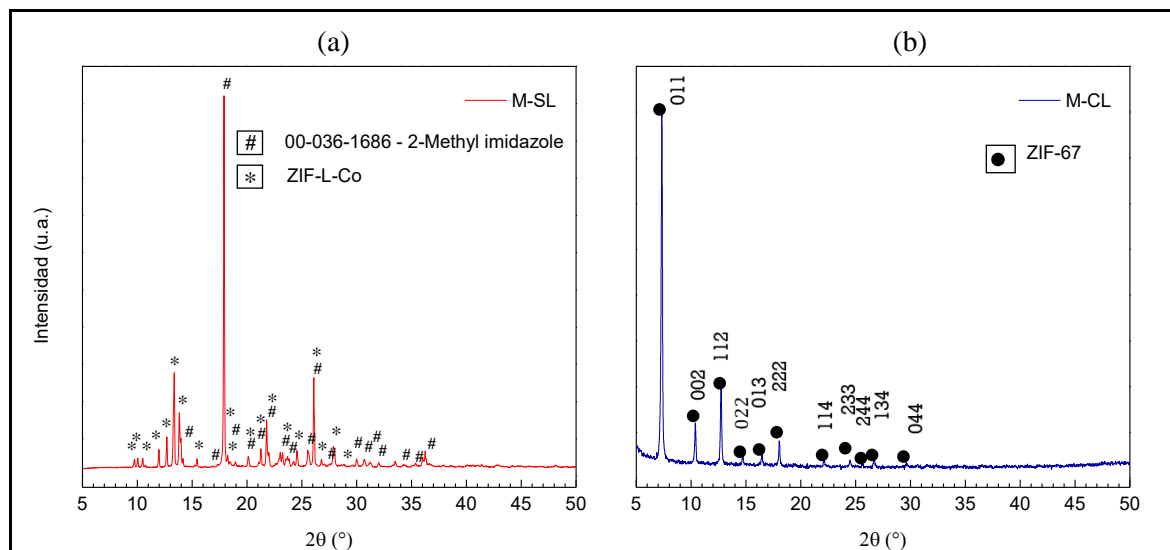 (a)
Intensidad (u.a.)
M-SL
# 00-036-1686 - 2-Methyl imidazole
* ZIF-L-Co
#
* * * * * * # * # * # * * # * # * # * # * # * # * # * * # # # # # # #
5 10 15 20 25 30 35 40 45 50
2θ (°)
(b)
M-CL
● ZIF-67
011
002
112
022
013
222
114
233
244
134
044
5 10 15 20 25 30 35 40 45 50
2θ (°)